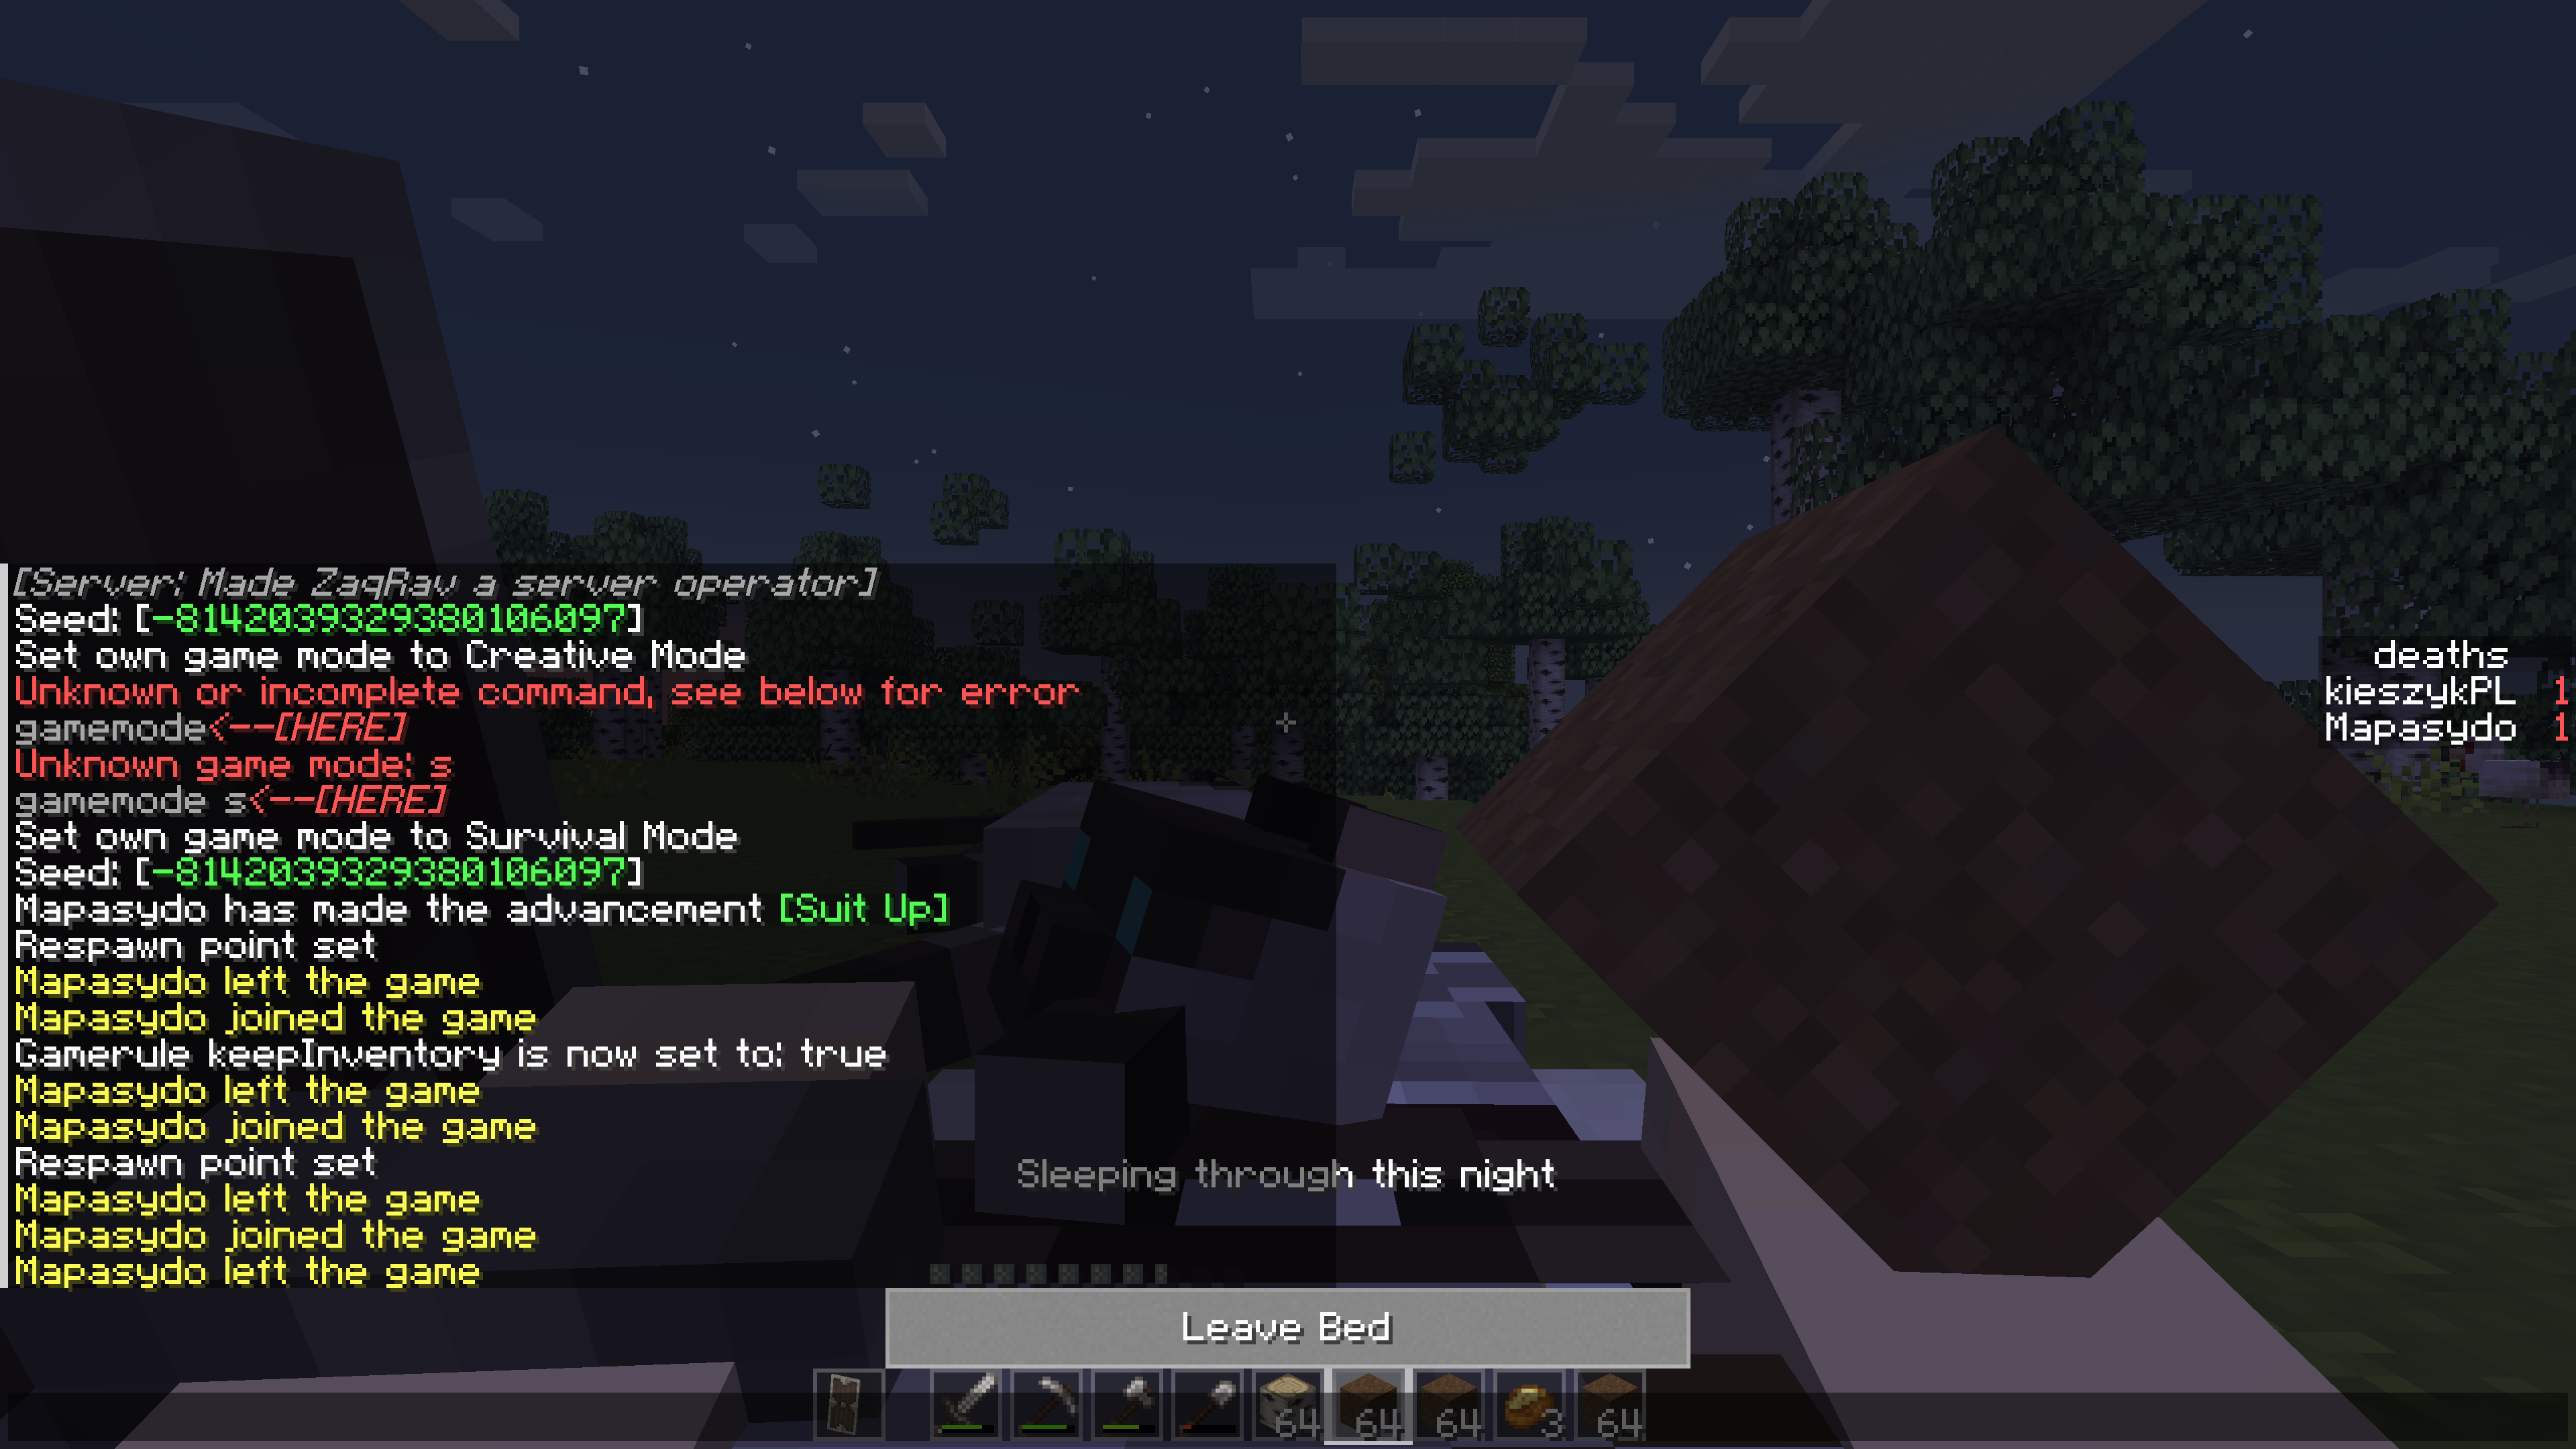 [Server: Made ZaqRav a server operator]
Seed: [-8142039329380106097]
Set own game mode to Creative Mode
Unknown or incomplete command, see below for error
gamemode<--[HERE]
Unknown game mode: s
gamemode s<--[HERE]
Set own game mode to Survival Mode
Seed: [-8142039329380106097]
Mapasydo has made the advancement [Suit Up]
Respawn point set
Mapasydo left the game
Mapasydo joined the game
Gamerule keepInventory is now set to: true
Mapasydo left the game
Mapasydo joined the game
Respawn point set
Mapasydo left the game
Mapasydo joined the game
Mapasydo left the game
deaths
kieszykPL 1
Mapasydo 1
Sleeping through this night
Leave Bed
64 64 64 3 64